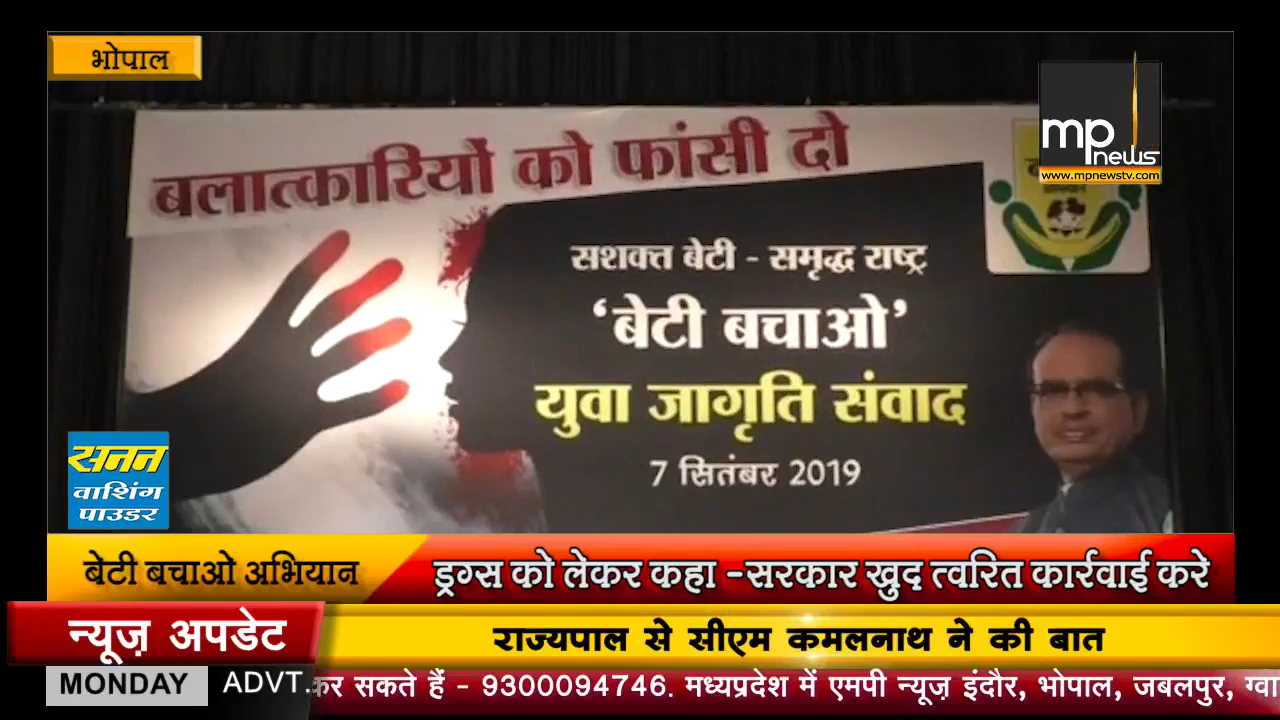 भोपाल
mp
news
www.mpnewstv.com
बलात्कारियों को फांसी दो
सशक्त बेटी - समृद्ध राष्ट्र
‘बेटी बचाओ’
युवा जागृति संवाद
7 सितंबर 2019
सनन
वाशिंग
पाउडर
बेटी बचाओ अभियान
ड्रग्स को लेकर कहा -सरकार खुद त्वरित कार्रवाई करे
न्यूज़ अपडेट
राज्यपाल से सीएम कमलनाथ ने की बात
MONDAY
ADVT. कर सकते हैं - 9300094746. मध्यप्रदेश में एमपी न्यूज़ इंदौर, भोपाल, जबलपुर, ग्वा